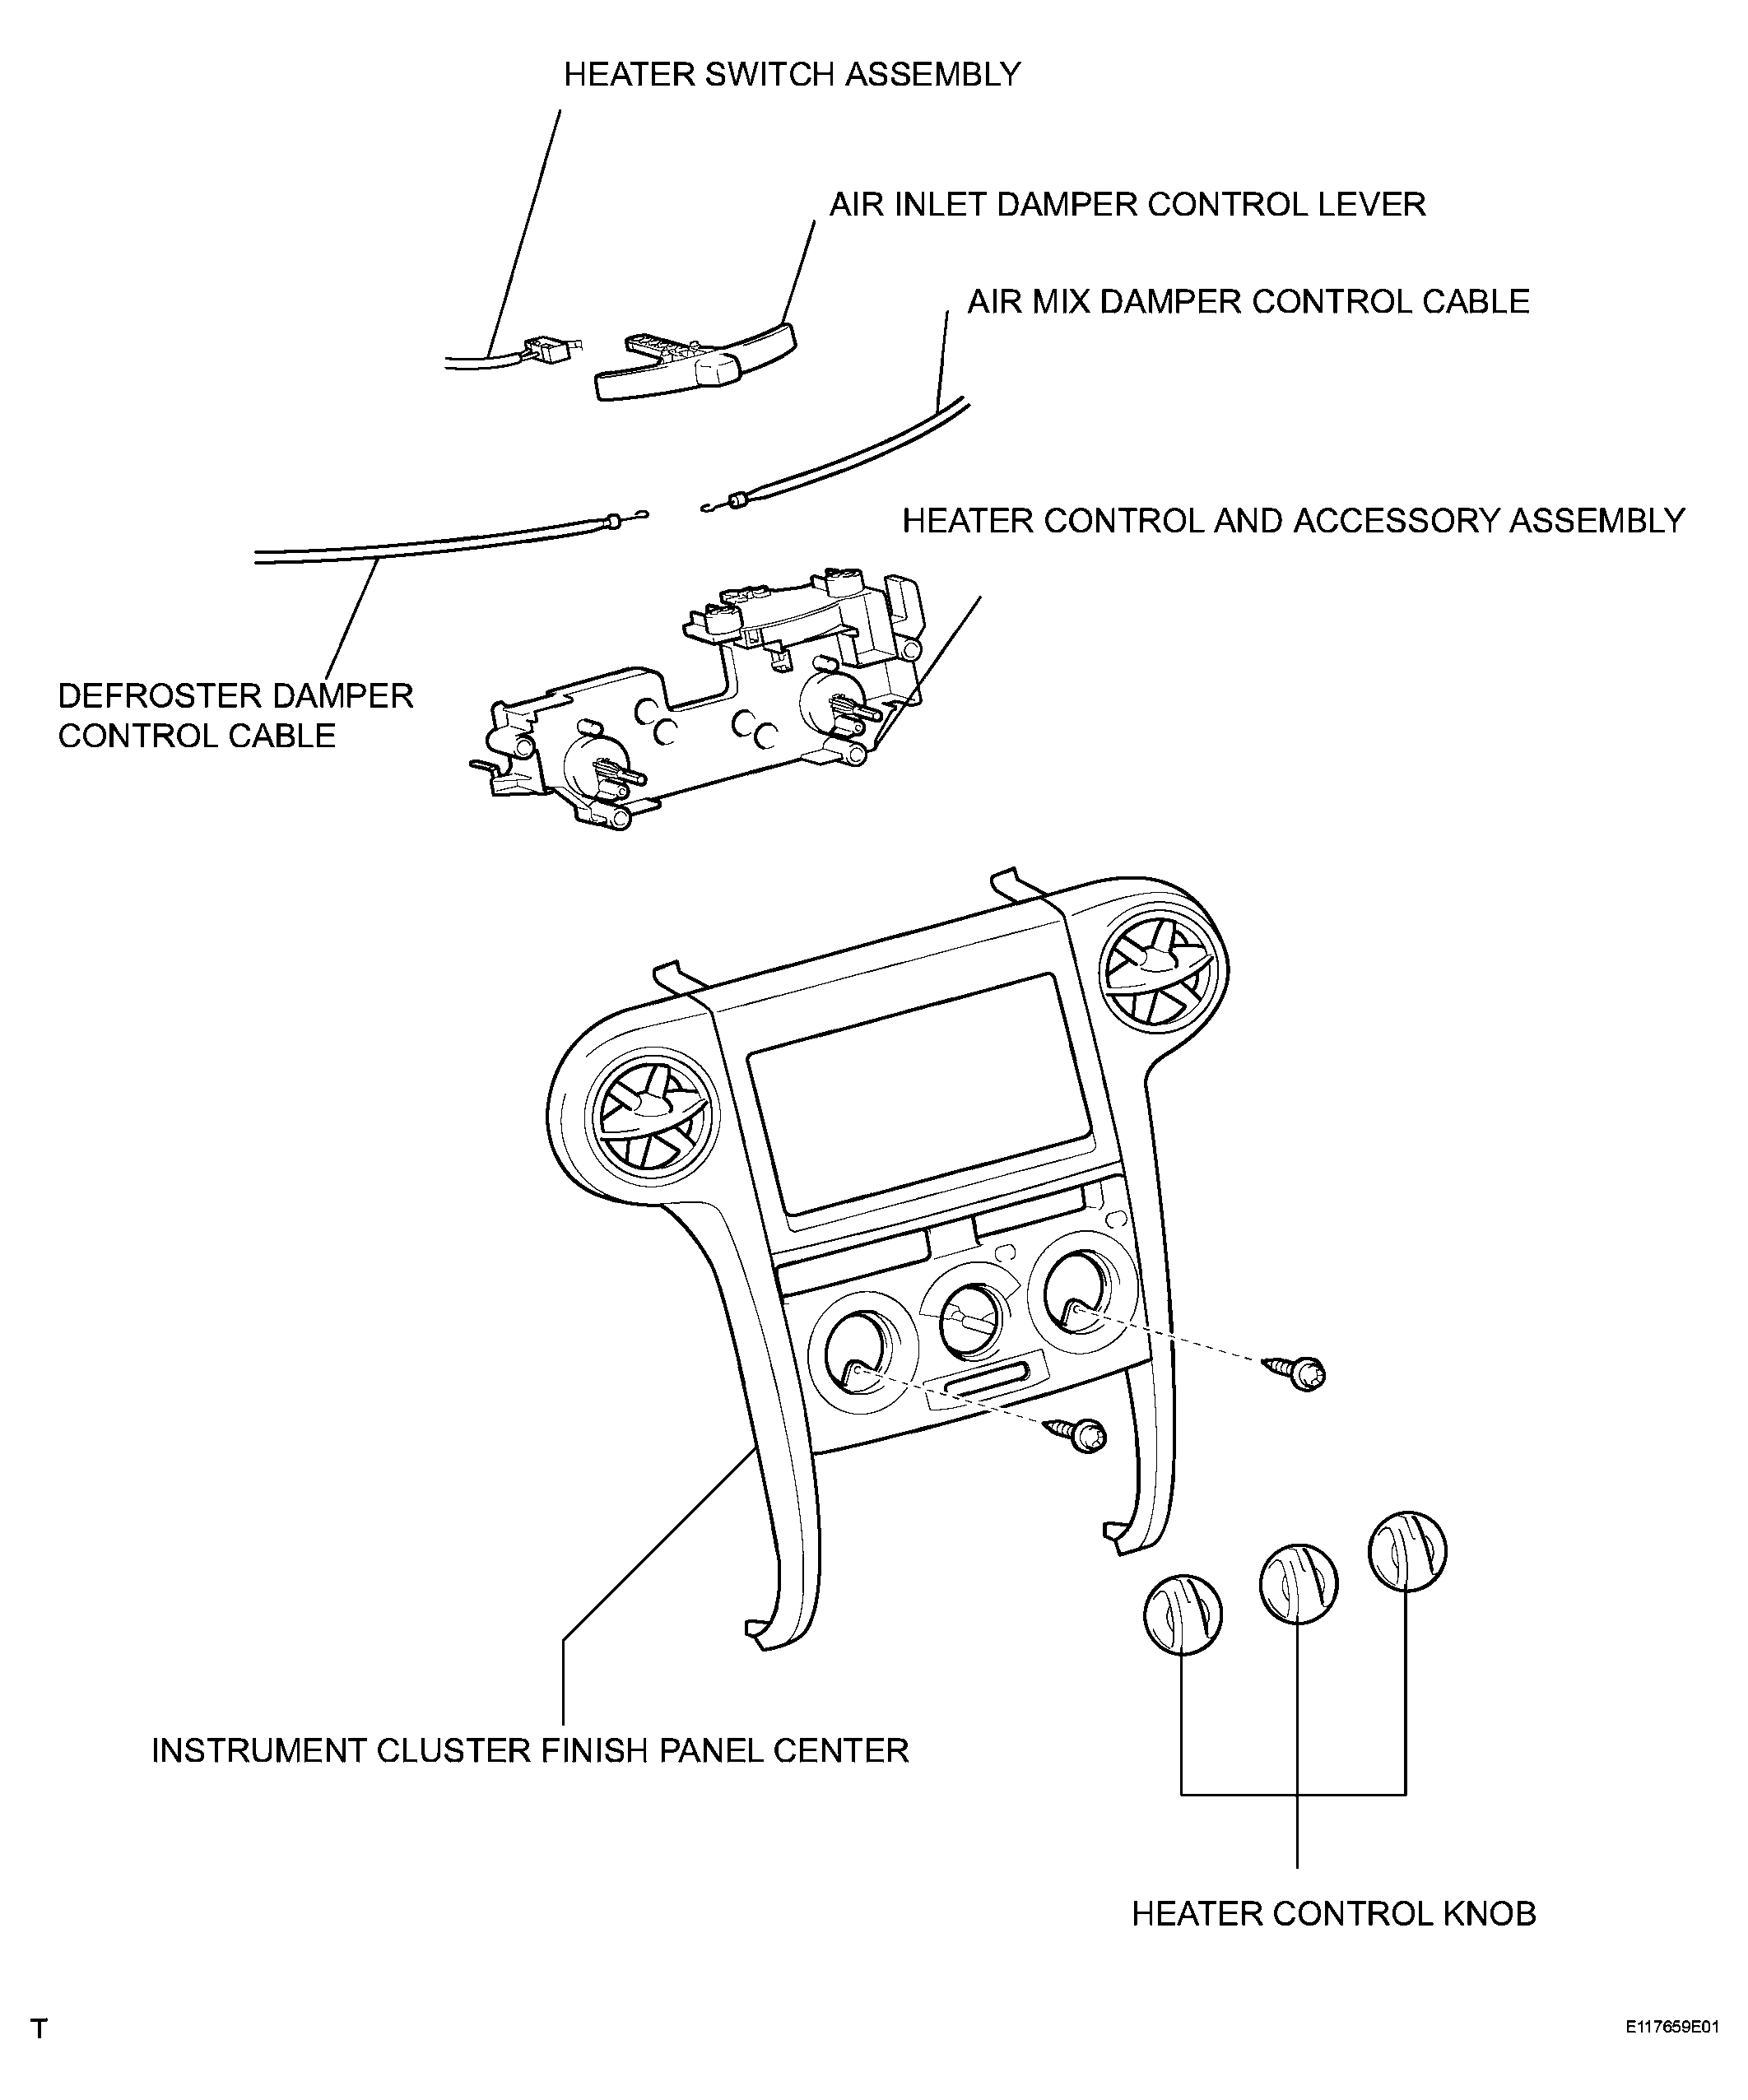 HEATER SWITCH ASSEMBLY
AIR INLET DAMPER CONTROL LEVER
AIR MIX DAMPER CONTROL CABLE
HEATER CONTROL AND ACCESSORY ASSEMBLY
DEFROSTER DAMPER
CONTROL CABLE
INSTRUMENT CLUSTER FINISH PANEL CENTER
HEATER CONTROL KNOB
T
E117659E01